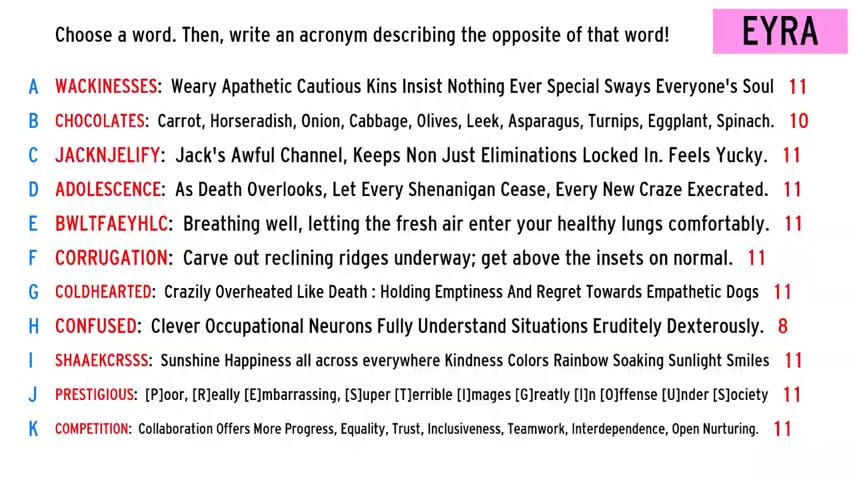 Choose a word. Then, write an acronym describing the opposite of that word!
EYRA
A WACKINESSES: Weary Apathetic Cautious Kins Insist Nothing Ever Special Sways Everyone's Soul 11
B CHOCOLATES: Carrot, Horseradish, Onion, Cabbage, Olives, Leek, Asparagus, Turnips, Eggplant, Spinach. 10
C JACKNJELIFY: Jack's Awful Channel, Keeps Non Just Eliminations Locked In. Feels Yucky. 11
D ADOLESCENCE: As Death Overlooks, Let Every Shenanigan Cease, Every New Craze Execrated. 11
E BWLTFAEYHLC: Breathing well, letting the fresh air enter your healthy lungs comfortably. 11
F CORRUGATION: Carve out reclining ridges underway; get above the insets on normal. 11
G COLDHEARTED: Crazily Overheated Like Death : Holding Emptiness And Regret Towards Empathetic Dogs 11
H CONFUSED: Clever Occupational Neurons Fully Understand Situations Eruditely Dexterously. 8
I SHAAEKCRSSS: Sunshine Happiness all across everywhere Kindness Colors Rainbow Soaking Sunlight Smiles 11
J PRESTIGIOUS: [P]oor, [R]eally [E]mbarrassing, [S]uper [T]errible [I]mages [G]reatly [I]n [O]ffense [U]nder [S]ociety 11
K COMPETITION: Collaboration Offers More Progress, Equality, Trust, Inclusiveness, Teamwork, Interdependence, Open Nurturing. 11